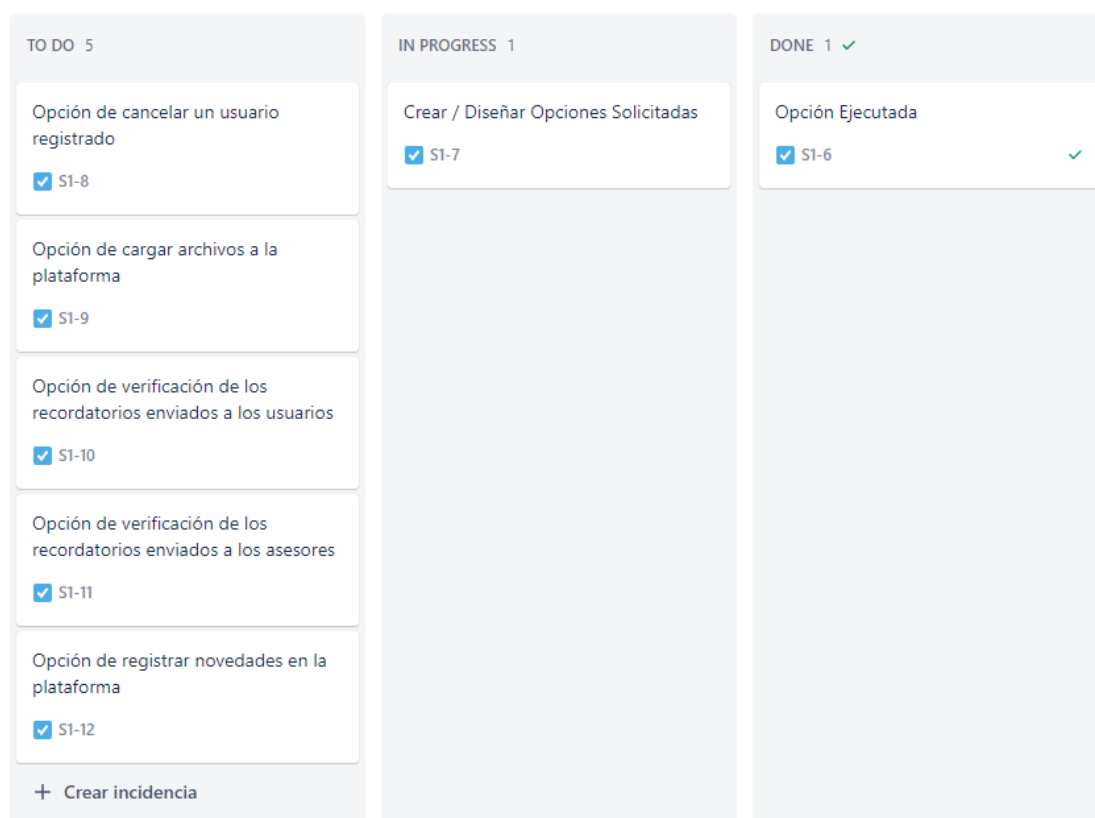 TO DO 5
Opción de cancelar un usuario
registrado
S1-8
Opción de cargar archivos a la
plataforma
S1-9
Opción de verificación de los
recordatorios enviados a los usuarios
S1-10
Opción de verificación de los
recordatorios enviados a los asesores
S1-11
Opción de registrar novedades en la
plataforma
S1-12
+ Crear incidencia
IN PROGRESS 1
Crear / Diseñar Opciones Solicitadas
S1-7
DONE 1
Opción Ejecutada
S1-6